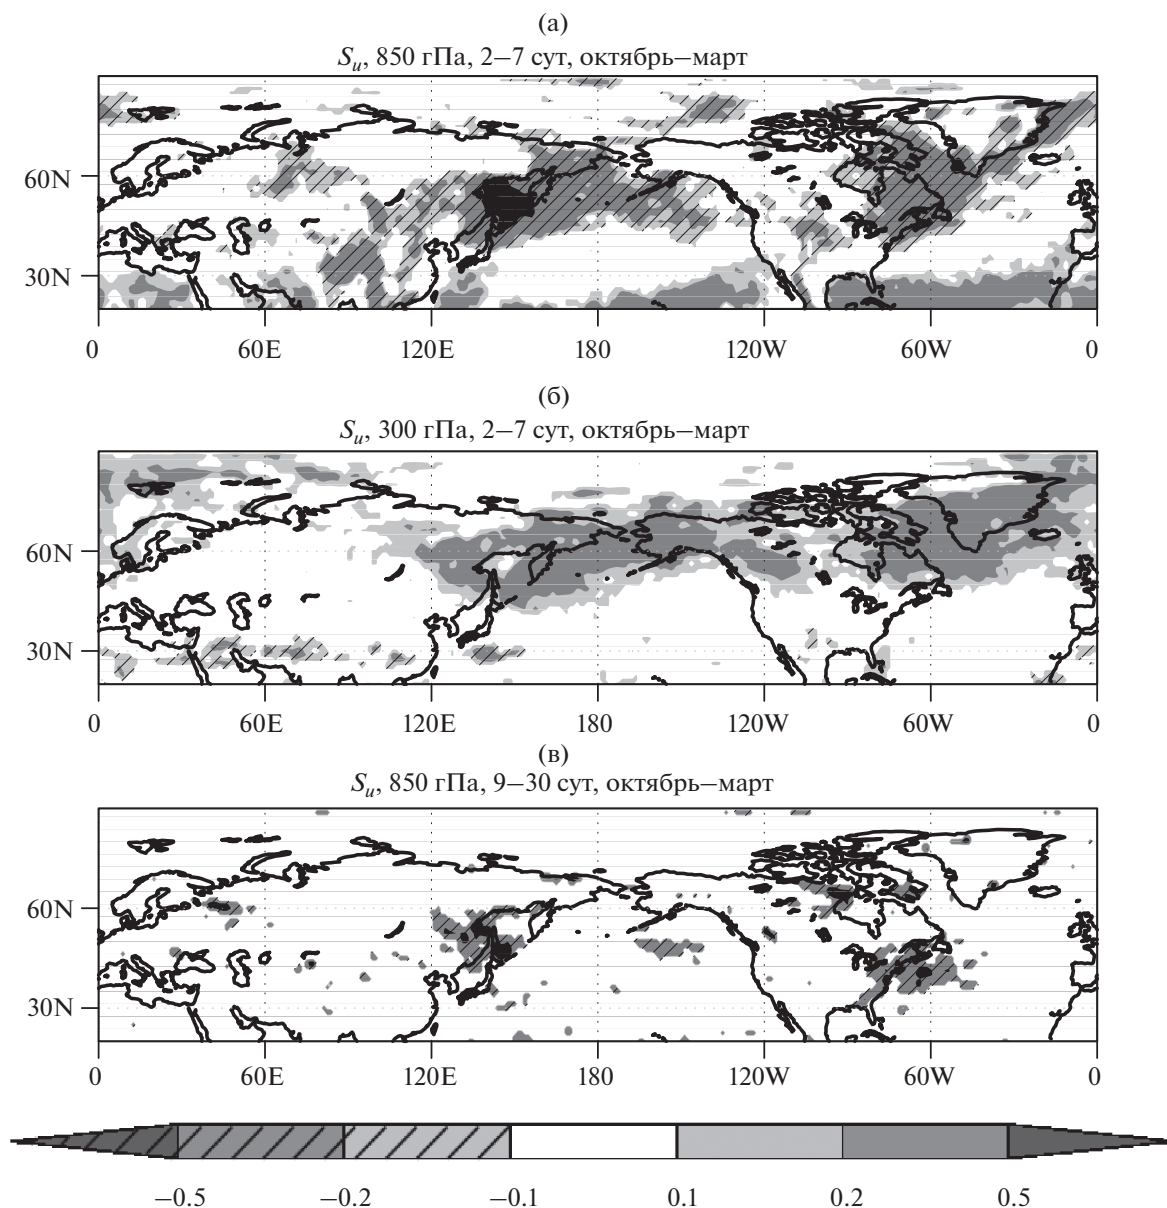 (а)
Su, 850 гПа, 2–7 сут, октябрь–март
60N
30N
0 60E 120E 180 120W 60W 0
(б)
Su, 300 гПа, 2–7 сут, октябрь–март
60N
30N
0 60E 120E 180 120W 60W 0
(в)
Su, 850 гПа, 9–30 сут, октябрь–март
60N
30N
0 60E 120E 180 120W 60W 0
–0.5 –0.2 –0.1 0.1 0.2 0.5